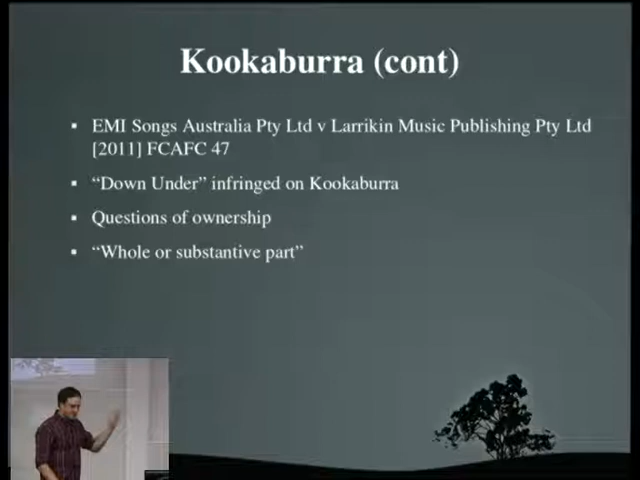 Kookaburra (cont)
▪ EMI Songs Australia Pty Ltd v Larrikin Music Publishing Pty Ltd
[2011] FCAFC 47
▪ “Down Under” infringed on Kookaburra
▪ Questions of ownership
▪ “Whole or substantive part”